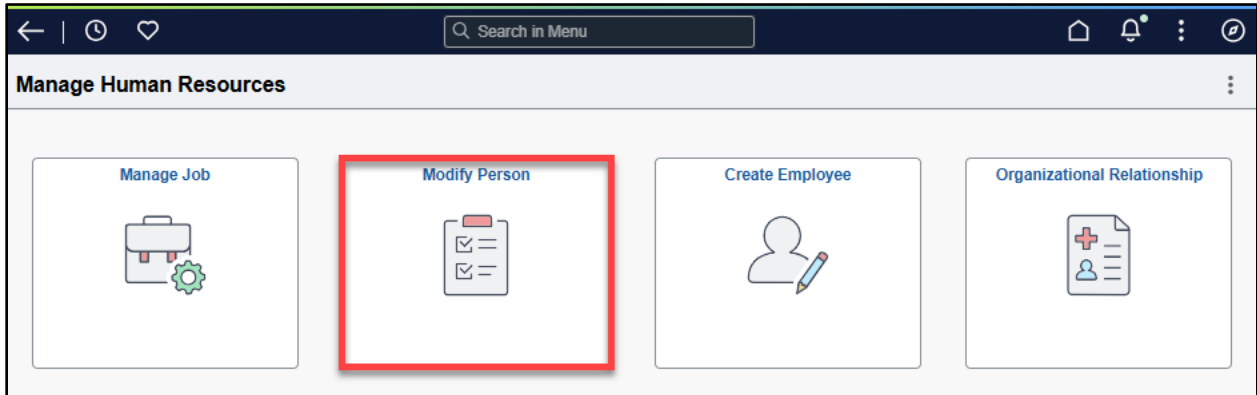 Search in Menu
Manage Human Resources
Manage Job
Modify Person
Create Employee
Organizational Relationship